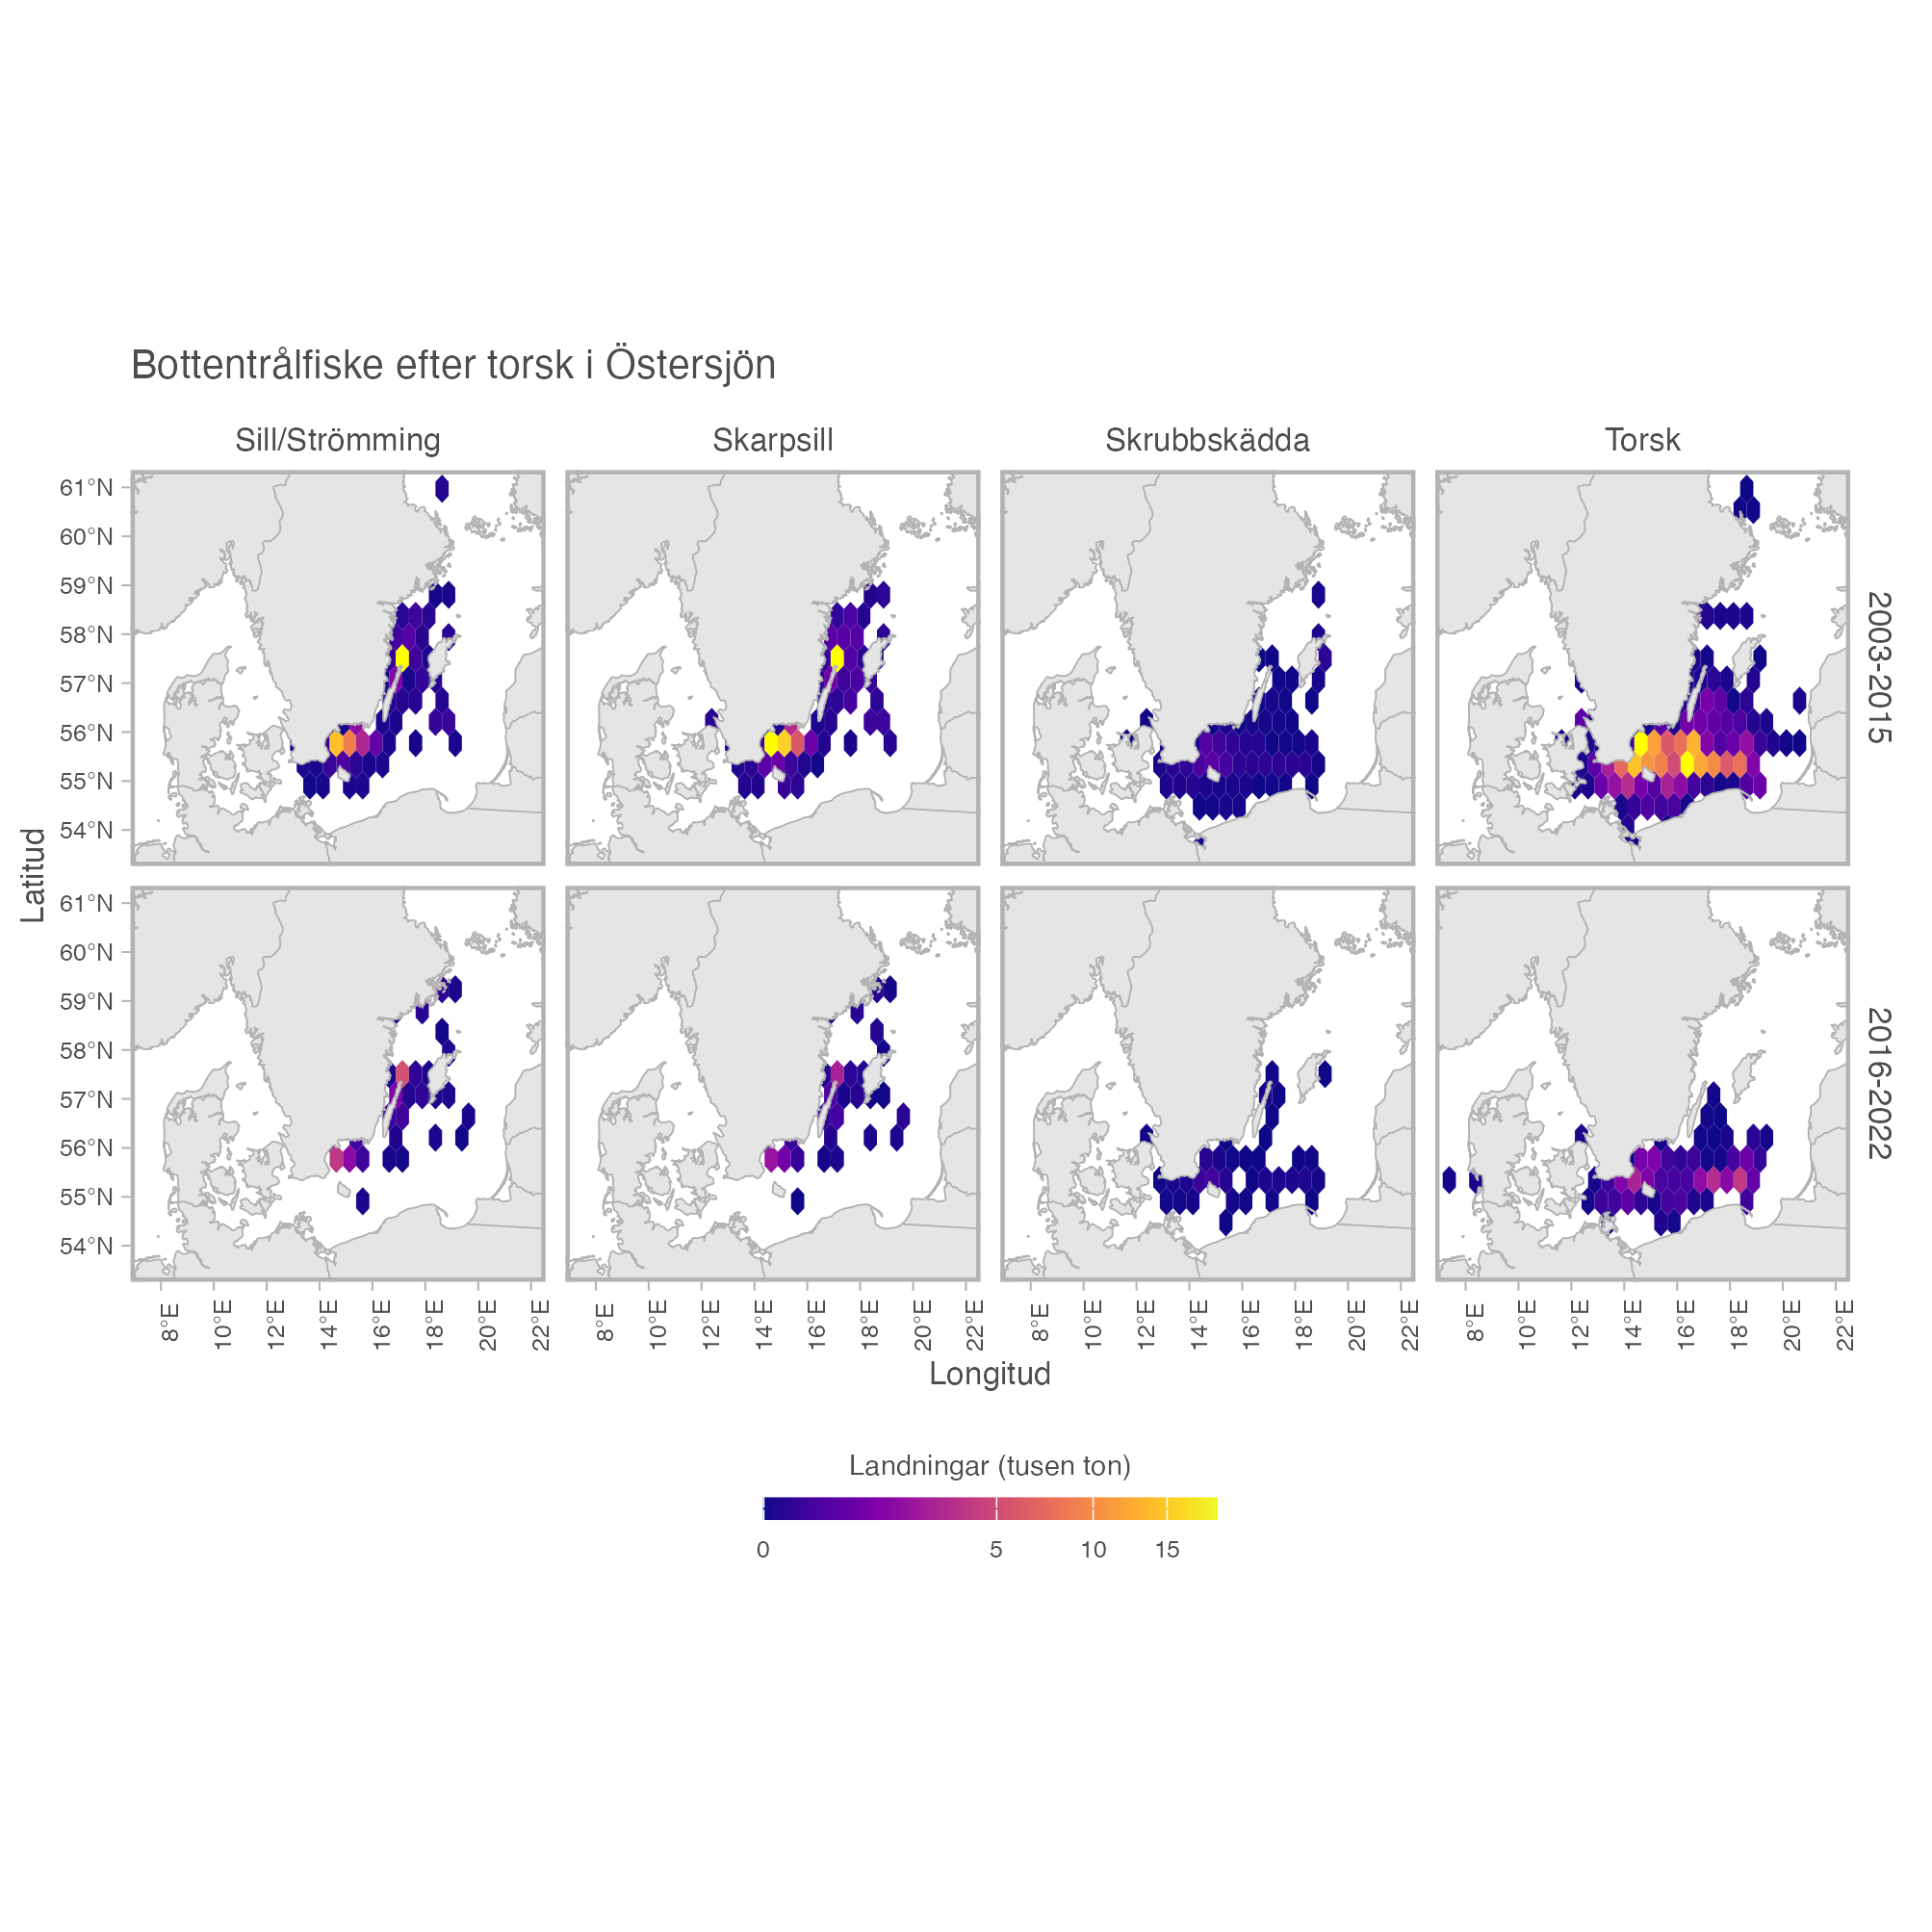 Bottentrålfiske efter torsk i Östersjön
Sill/Strömming
Skarpsill
Skrubbskädda
Torsk
61°N
60°N
59°N
58°N
57°N
56°N
55°N
54°N
2003-2015
Latitud
61°N
60°N
59°N
58°N
57°N
56°N
55°N
54°N
2016-2022
8°E 10°E 12°E 14°E 16°E 18°E 20°E 22°E
8°E 10°E 12°E 14°E 16°E 18°E 20°E 22°E
8°E 10°E 12°E 14°E 16°E 18°E 20°E 22°E
8°E 10°E 12°E 14°E 16°E 18°E 20°E 22°E
Longitud
Landningar (tusen ton)
0 5 10 15